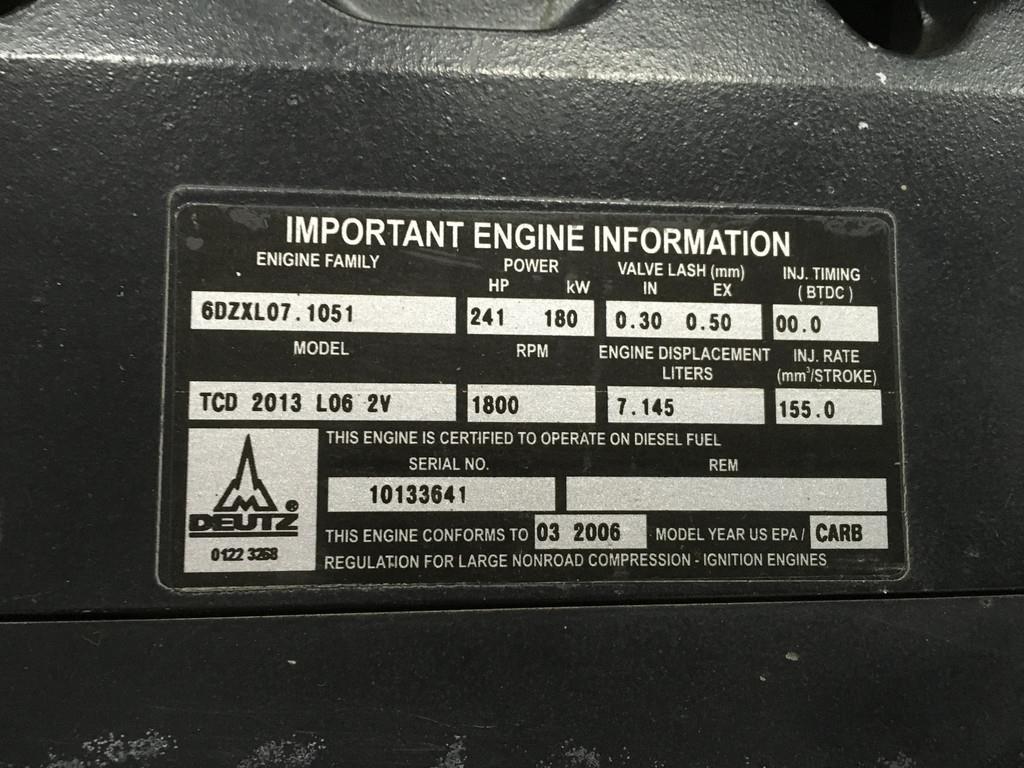 IMPORTANT ENGINE INFORMATION
ENIGINE FAMILY POWER VALVE LASH (mm) INJ. TIMING
HP kW IN EX ( BTDC )
6DZXL07.1051 241 180 0.30 0.50 00.0
MODEL RPM ENGINE DISPLACEMENT INJ. RATE
LITERS (mm³/STROKE)
TCD 2013 L06 2V 1800 7.145 155.0
THIS ENGINE IS CERTIFIED TO OPERATE ON DIESEL FUEL
SERIAL NO. REM
10133641
DEUTZ ®
THIS ENGINE CONFORMS TO 03 2006 MODEL YEAR US EPA / CARB
0122 3268
REGULATION FOR LARGE NONROAD COMPRESSION - IGNITION ENGINES